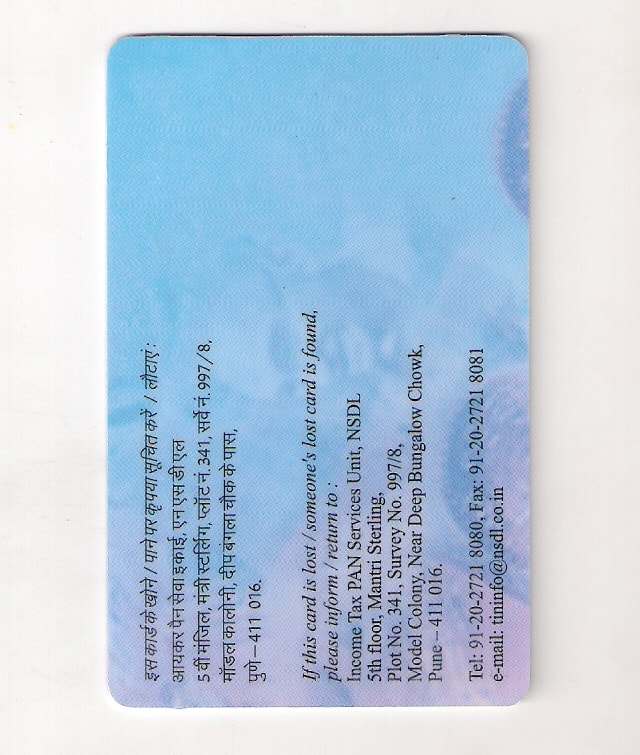 इस कार्ड के खोने / पाने पर कृपया सूचित करें / लौटाएं :
आयकर पैन सेवा इकाई, एन एस डी एल
5 वीं मंजिल, मंत्री स्टर्लिंग, प्लॉट नं. 341, सर्वे नं. 997/8,
मॉडल कालोनी, दीप बंगला चौक के पास,
पुणे – 411 016.
If this card is lost / someone's lost card is found,
please inform / return to :
Income Tax PAN Services Unit, NSDL
5th floor, Mantri Sterling,
Plot No. 341, Survey No. 997/8,
Model Colony, Near Deep Bungalow Chowk,
Pune – 411 016.
Tel: 91-20-2721 8080, Fax: 91-20-2721 8081
e-mail: tininfo@nsdl.co.in